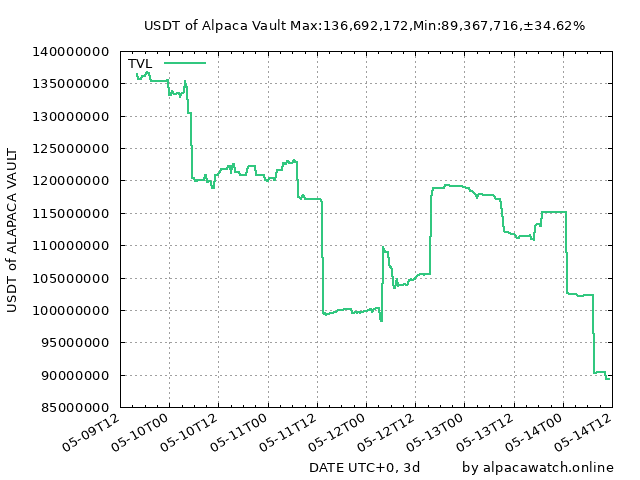 USDT of Alpaca Vault Max:136,692,172,Min:89,367,716,±34.62%
TVL
140000000
135000000
130000000
125000000
120000000
115000000
110000000
105000000
100000000
95000000
90000000
85000000
USDT of ALAPACA VAULT
05-09T12
05-10T00
05-10T12
05-11T00
05-11T12
05-12T00
05-12T12
05-13T00
05-13T12
05-14T00
05-14T12
DATE UTC+0, 3d
by alpacawatch.online